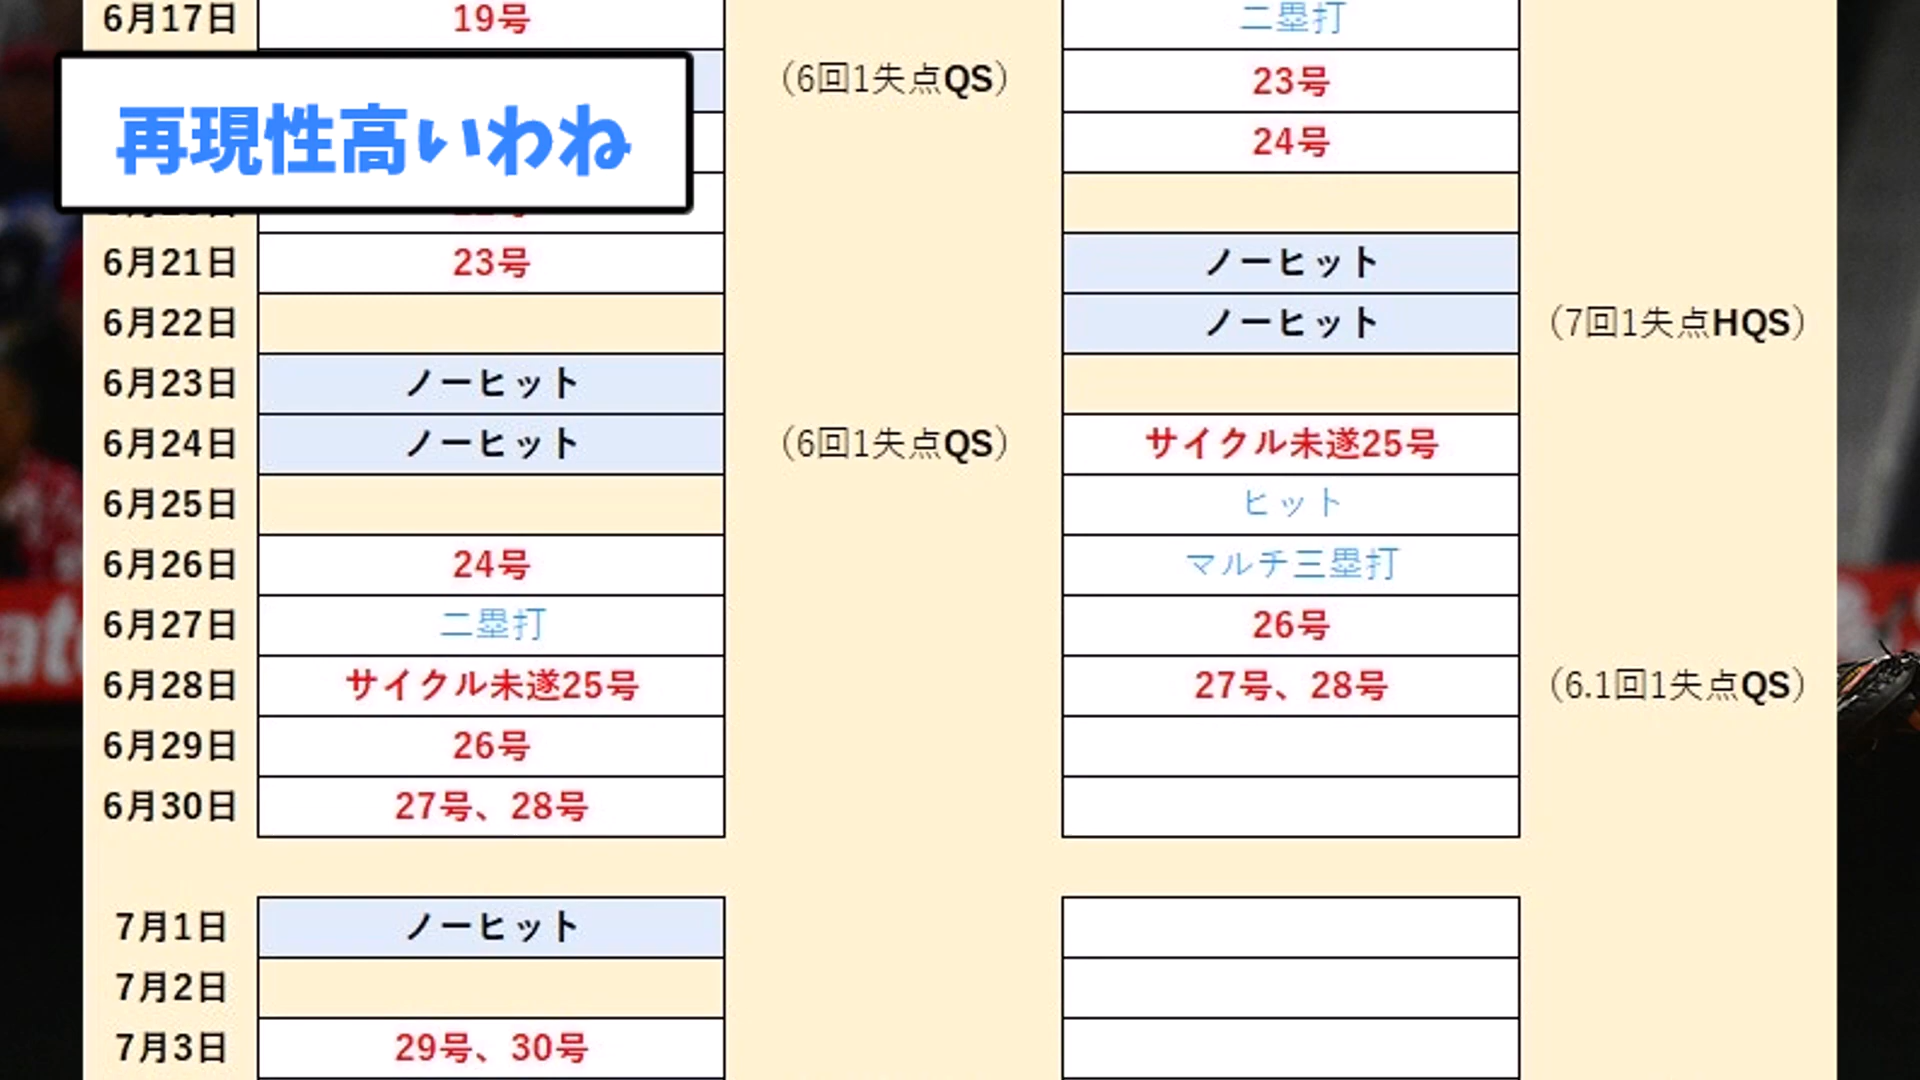 6月17日 19号 二塁打
再現性高いわね
(6回1失点QS) 23号
24号
6月21日 23号 ノーヒット
6月22日 ノーヒット (7回1失点HQS)
6月23日 ノーヒット
6月24日 ノーヒット (6回1失点QS) サイクル未遂25号
6月25日 ヒット
6月26日 24号 マルチ三塁打
6月27日 二塁打 26号
6月28日 サイクル未遂25号 27号、28号 (6.1回1失点QS)
6月29日 26号
6月30日 27号、28号
7月1日 ノーヒット
7月2日
7月3日 29号、30号